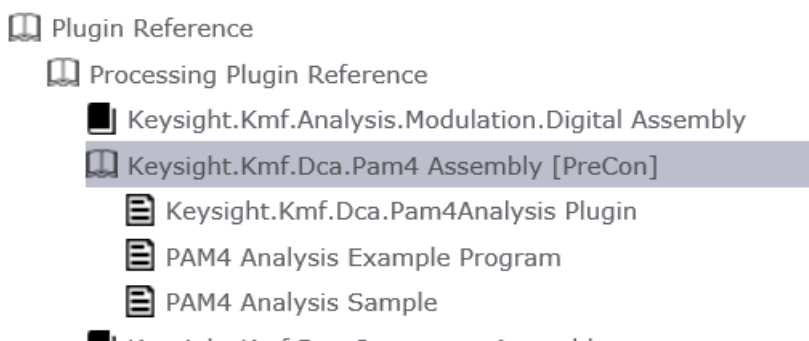 Plugin Reference
Processing Plugin Reference
Keysight.Kmf.Analysis.Modulation.Digital Assembly
Keysight.Kmf.Dca.Pam4 Assembly [PreCon]
Keysight.Kmf.Dca.Pam4Analysis Plugin
PAM4 Analysis Example Program
PAM4 Analysis Sample